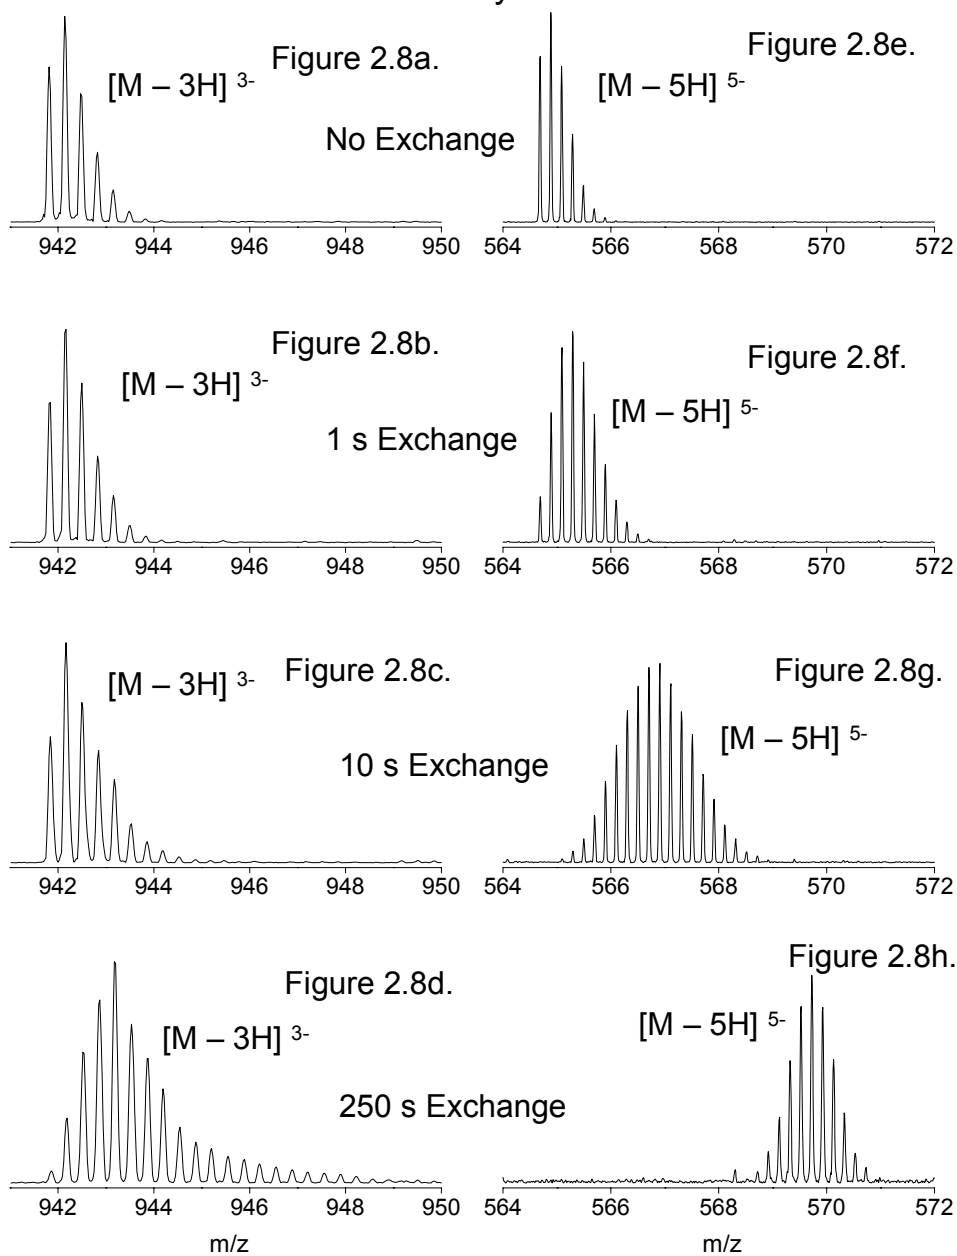 Figure 2.8a.
[M – 3H] 3-
Figure 2.8e.
[M – 5H] 5-
No Exchange
942 944 946 948 950
564 566 568 570 572
Figure 2.8b.
[M – 3H] 3-
Figure 2.8f.
[M – 5H] 5-
1 s Exchange
942 944 946 948 950
564 566 568 570 572
[M – 3H] 3- Figure 2.8c.
Figure 2.8g.
[M – 5H] 5-
10 s Exchange
942 944 946 948 950
564 566 568 570 572
Figure 2.8d.
[M – 3H] 3-
Figure 2.8h.
[M – 5H] 5-
250 s Exchange
942 944 946 948 950
564 566 568 570 572
m/z
m/z